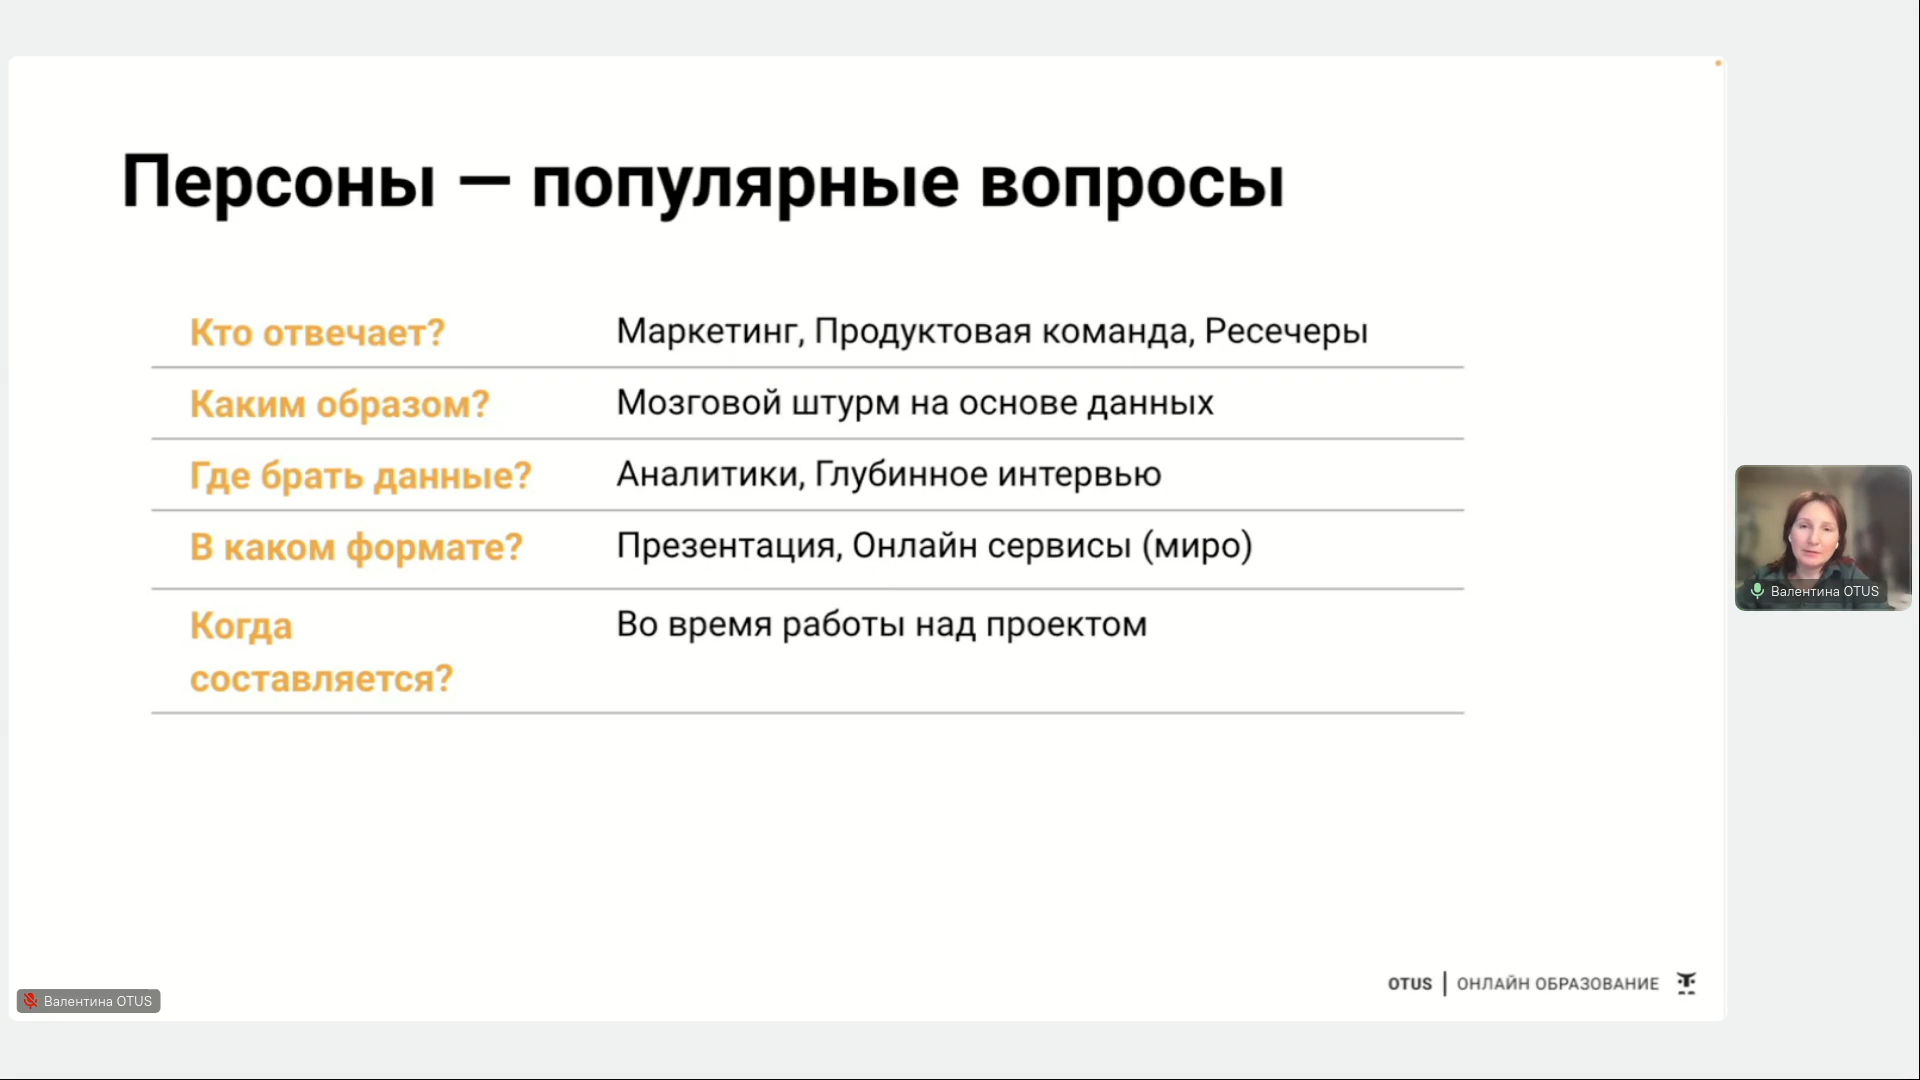 Персоны — популярные вопросы
Кто отвечает? Маркетинг, Продуктовая команда, Ресечеры
Каким образом? Мозговой штурм на основе данных
Где брать данные? Аналитики, Глубинное интервью
В каком формате? Презентация, Онлайн сервисы (миро)
Когда Во время работы над проектом
составляется?
Валентина OTUS
OTUS | ОНЛАЙН ОБРАЗОВАНИЕ
Валентина OTUS